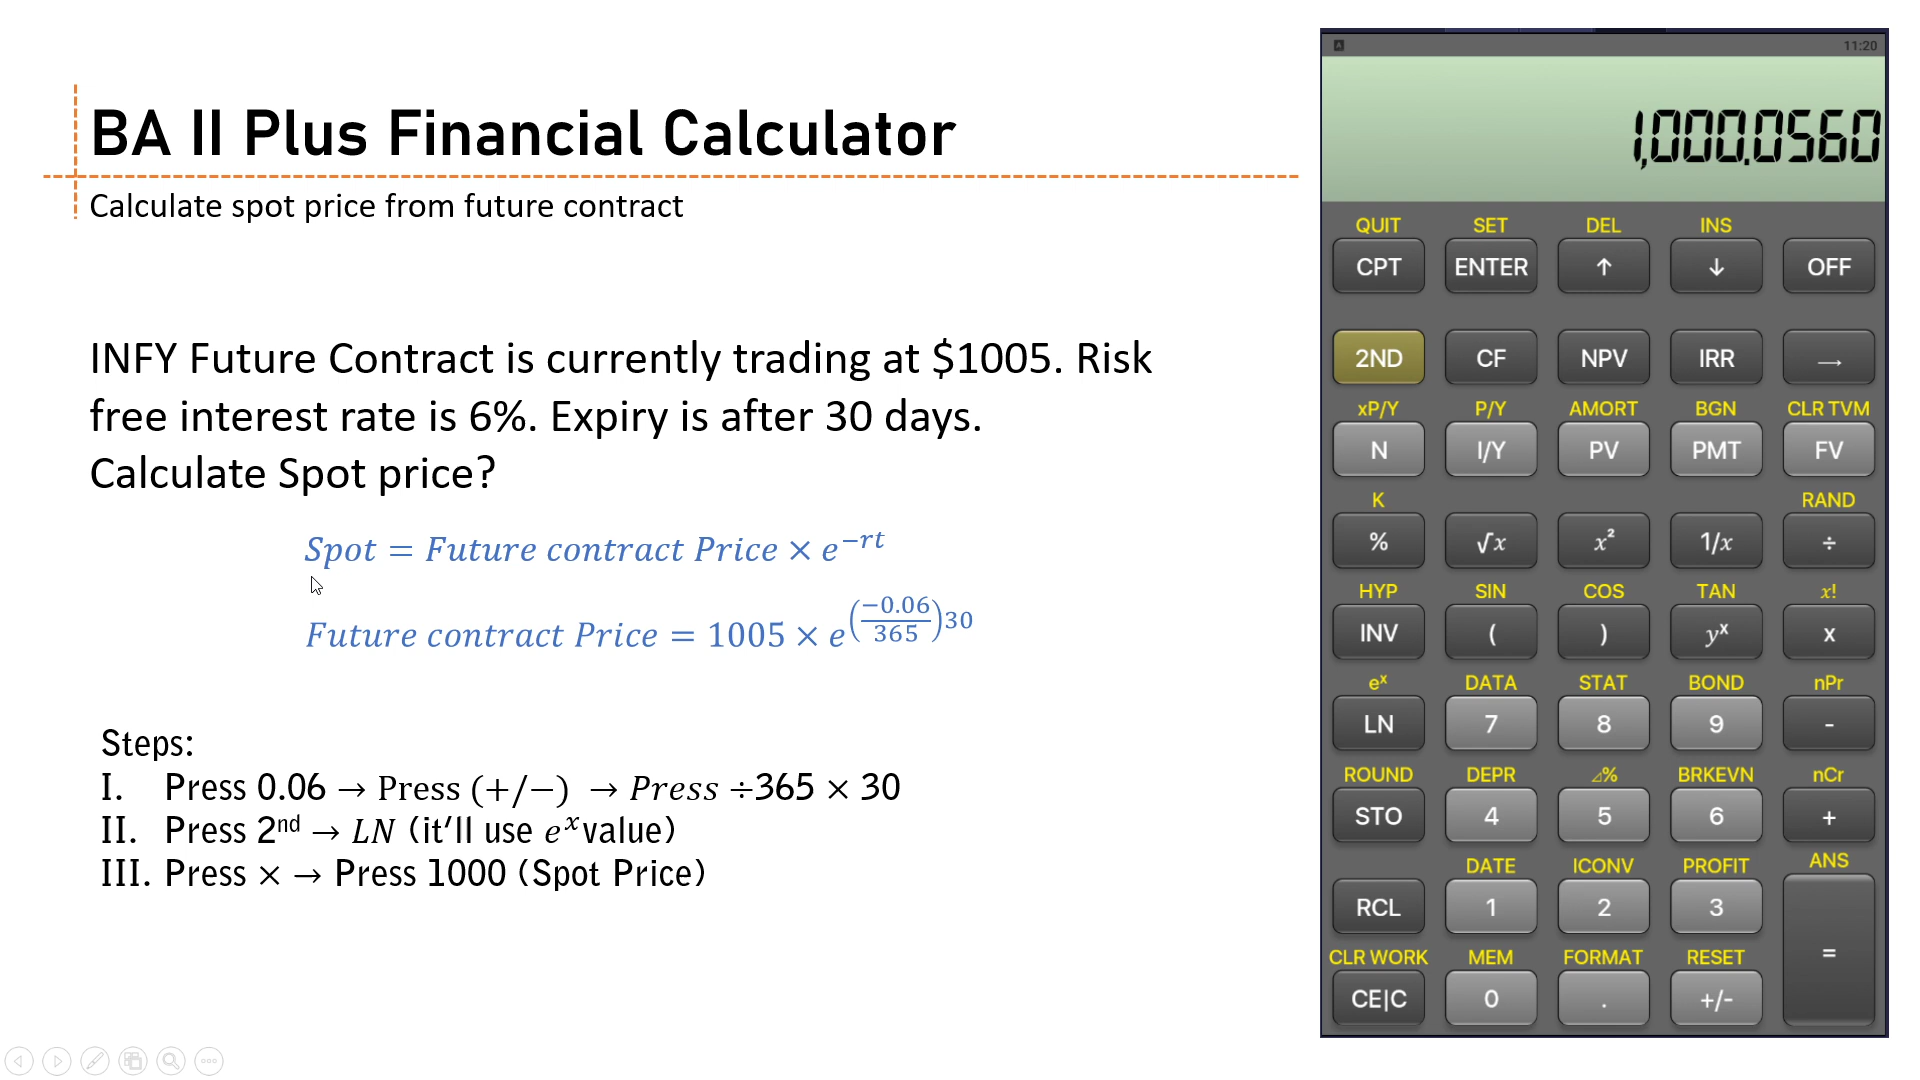 BA II Plus Financial Calculator
Calculate spot price from future contract
INFY Future Contract is currently trading at $1005. Risk
free interest rate is 6%. Expiry is after 30 days.
Calculate Spot price?
Spot = Future contract Price × e^{−rt}
Future contract Price = 1005 × e^{(\frac{−0.06}{365})30}
Steps:
I. Press 0.06 → Press (+/−) → Press ÷365 × 30
II. Press 2nd → LN (it'll use e^x value)
III. Press × → Press 1000 (Spot Price)
A 11:20
1,000.0560
QUIT SET DEL INS
CPT ENTER ↑ ↓ OFF
2ND CF NPV IRR →
xP/Y P/Y AMORT BGN CLR TVM
N I/Y PV PMT FV
K RAND
% √x x² 1/x ÷
HYP SIN COS TAN x!
INV ( ) yˣ x
eˣ DATA STAT BOND nPr
LN 7 8 9 -
ROUND DEPR ⊿% BRKEVN nCr
STO 4 5 6 +
DATE ICONV PROFIT ANS
RCL 1 2 3 =
CLR WORK MEM FORMAT RESET
CE|C 0 . +/-